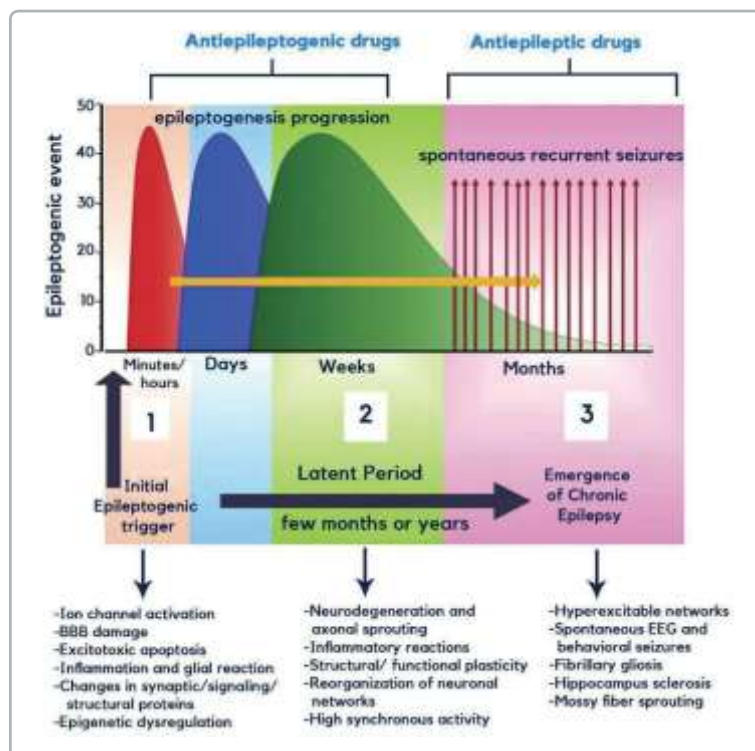 Antiepileptogenic drugs
Antiepileptic drugs
epileptogenesis progression
spontaneous recurrent seizures
Epileptogenic event
50
40
30
20
10
0
Minutes/
hours
Days
Weeks
Months
1
2
3
Initial
Epileptogenic
trigger
Latent Period
few months or years
Emergence
of Chronic
Epilepsy
-Ion channel activation
-BBB damage
-Excitotoxic apoptosis
-Inflammation and glial reaction
-Changes in synaptic/signaling/
structural proteins
-Epigenetic dysregulation
-Neurodegeneration and
axonal sprouting
-Inflammatory reactions
-Structural/ functional plasticity
-Reorganization of neuronal
networks
-High synchronous activity
-Hyperexcitable networks
-Spontaneous EEG and
behavioral seizures
-Fibrillary gliosis
-Hippocampus sclerosis
-Mossy fiber sprouting